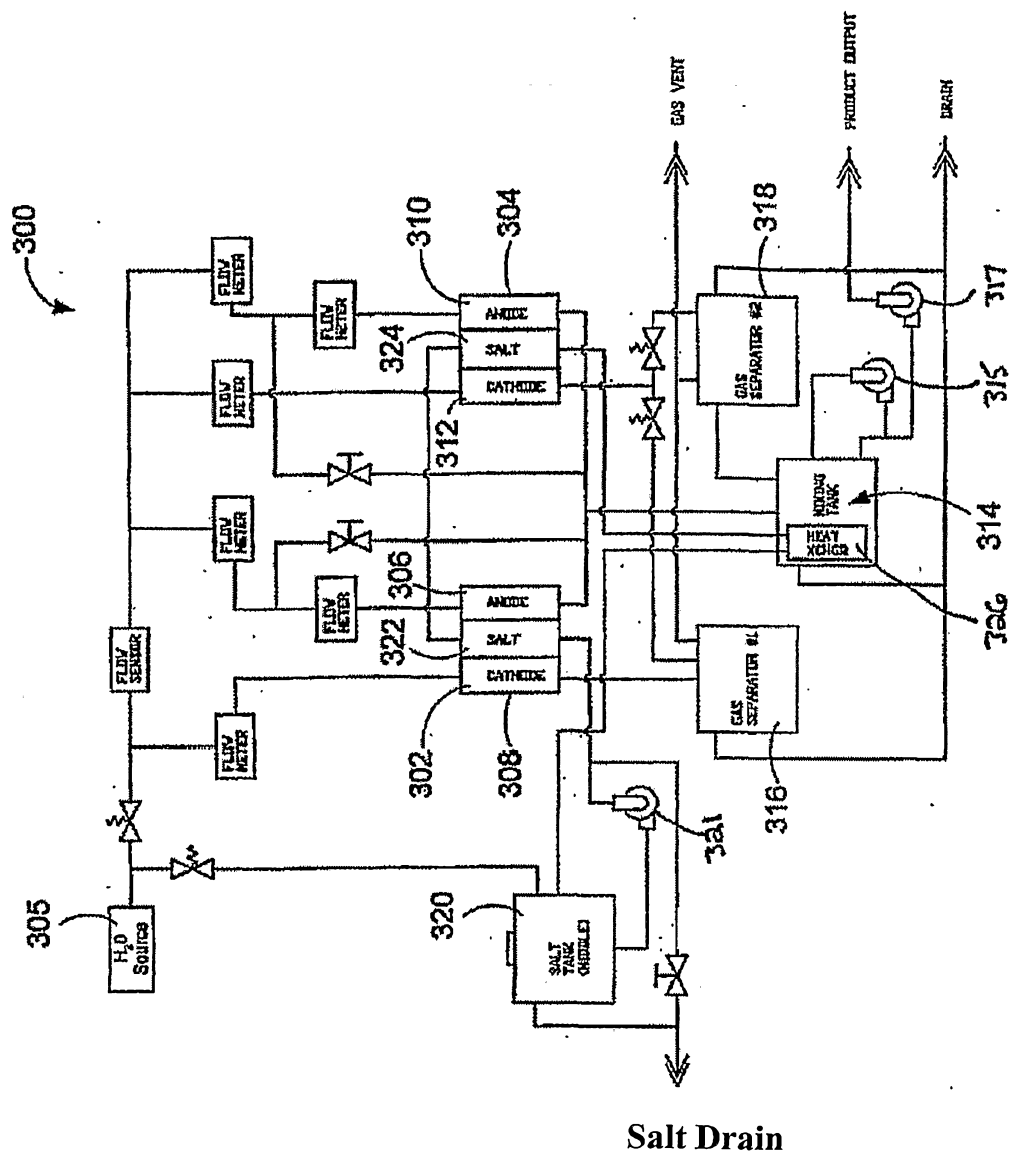 300
305
H₂O
Source
FLOW
SENSOR
FLOW
METER
FLOW
METER
FLOW
METER
FLOW
METER
FLOW
METER
FLOW
METER
302
308
322
306
CATHODE
SALT
ANODE
312
324
310
304
CATHODE
SALT
ANODE
320
SALT
TANK
(MIDDLE)
321
316
GAS
SEPARATOR #1
318
GAS
SEPARATOR #2
MIXING
TANK
314
HEAT
XCHGR
326
315
317
GAS VENT
PRODUCT OUTPUT
DRAIN
Salt Drain